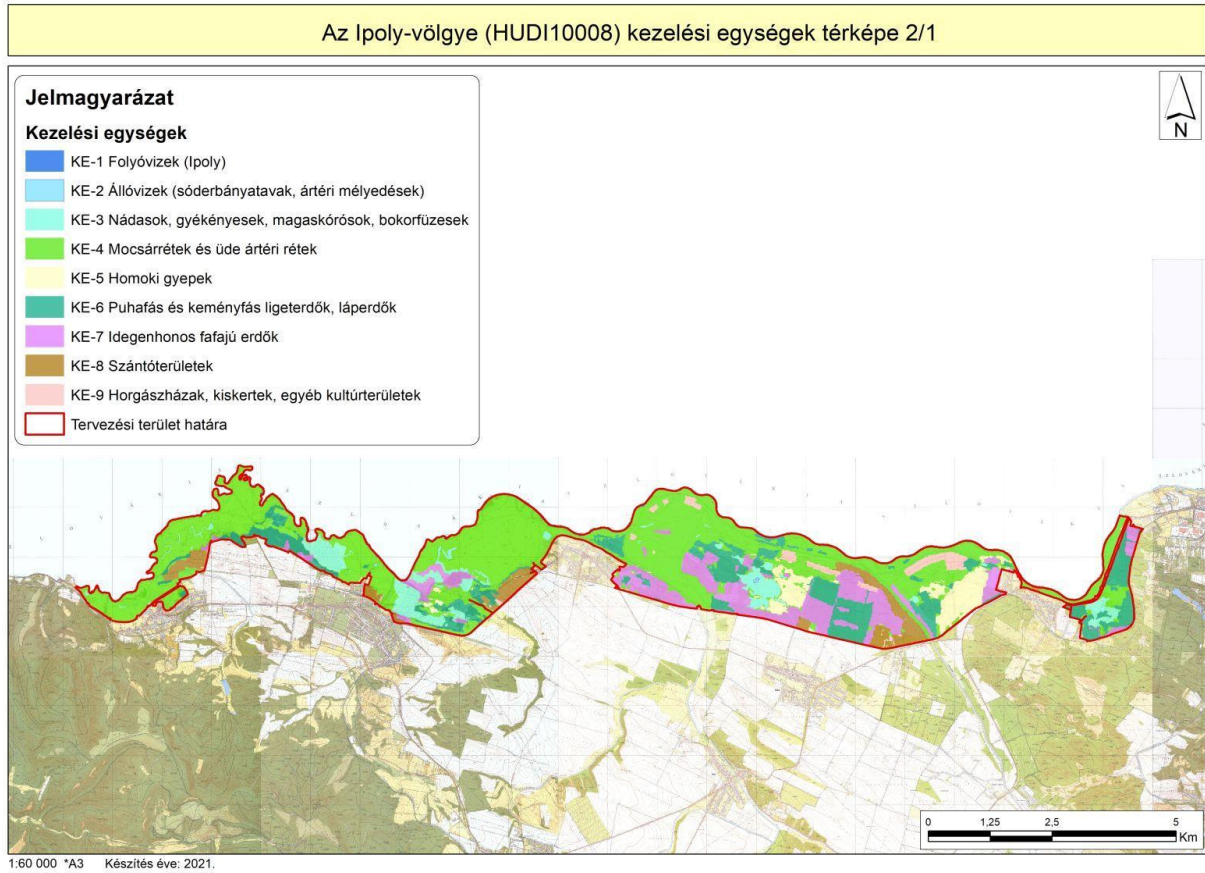 Az Ipoly-völgye (HUDI10008) kezelési egységek térképe 2/1
Jelmagyarázat
Kezelési egységek
KE-1 Folyóvizek (Ipoly)
KE-2 Állóvizek (sóderbányatavak, ártéri mélyedések)
KE-3 Nádasok, gyékényesek, magaskórósok, bokorfüzesek
KE-4 Mocsárrétek és üde ártéri rétek
KE-5 Homoki gyepek
KE-6 Puhafás és keményfás ligeterdők, láperdők
KE-7 Idegenhonos fafajú erdők
KE-8 Szántóterületek
KE-9 Horgászházak, kiskertek, egyéb kultúrterületek
Tervezési terület határa
N
0 1,25 2,5 5
Km
1:60 000 *A3 Készítés éve: 2021.